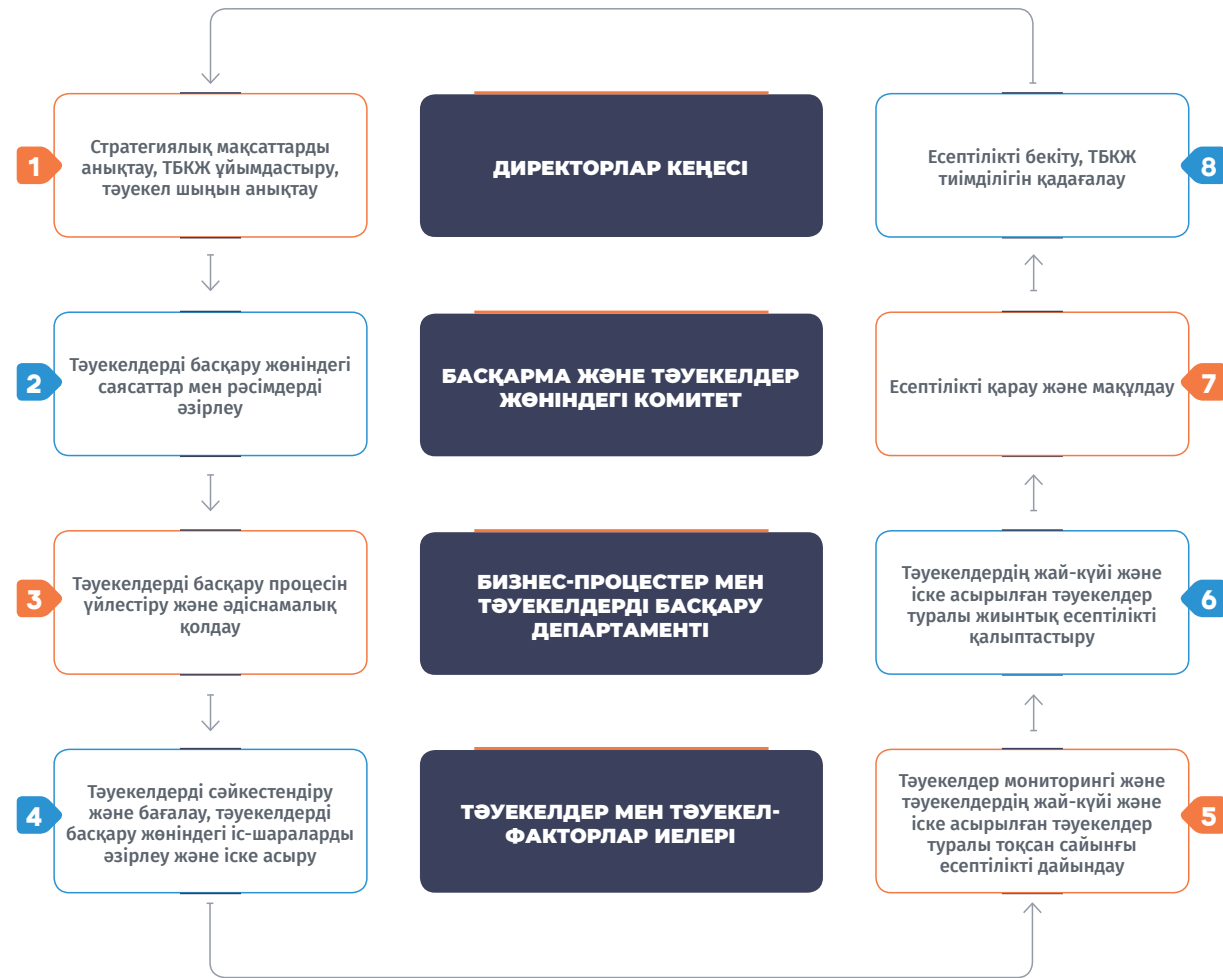 1
Стратегиялық мақсаттарды
анықтау, ТБКЖ ұйымдастыру,
тәуекел шыңын анықтау
ДИРЕКТОРЛАР КЕҢЕСІ
Есептілікті бекіту, ТБКЖ
тиімділігін қадағалау
8
2
Тәуекелдерді басқару жөніндегі
саясаттар мен рәсімдерді
әзірлеу
БАСҚАРМА ЖӘНЕ ТӘУЕКЕЛДЕР
ЖӨНІНДЕГІ КОМИТЕТ
Есептілікті қарау және мақұлдау
7
3
Тәуекелдерді басқару процесін
үйлестіру және әдіснамалық
қолдау
БИЗНЕС-ПРОЦЕСТЕР МЕН
ТӘУЕКЕЛДЕРДІ БАСҚАРУ
ДЕПАРТАМЕНТІ
Тәуекелдердің жай-күйі және
іске асырылған тәуекелдер
туралы жиынтық есептілікті
қалыптастыру
6
4
Тәуекелдерді сәйкестендіру
және бағалау, тәуекелдерді
басқару жөніндегі іс-шараларды
әзірлеу және іске асыру
ТӘУЕКЕЛДЕР МЕН ТӘУЕКЕЛ-
ФАКТОРЛАР ИЕЛЕРІ
Тәуекелдер мониторингі және
тәуекелдердің жай-күйі және
іске асырылған тәуекелдер
туралы тоқсан сайынғы
есептілікті дайындау
5